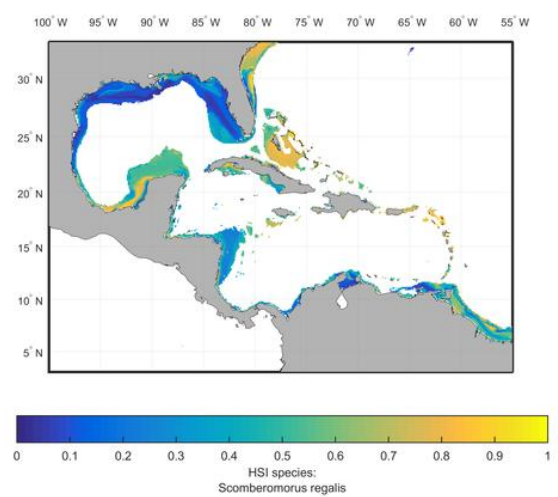 100° W 95° W 90° W 85° W 80° W 75° W 70° W 65° W 60° W 55° W
30° N
25° N
20° N
15° N
10° N
5° N
0 0.1 0.2 0.3 0.4 0.5 0.6 0.7 0.8 0.9 1
HSI species:
Scomberomorus regalis